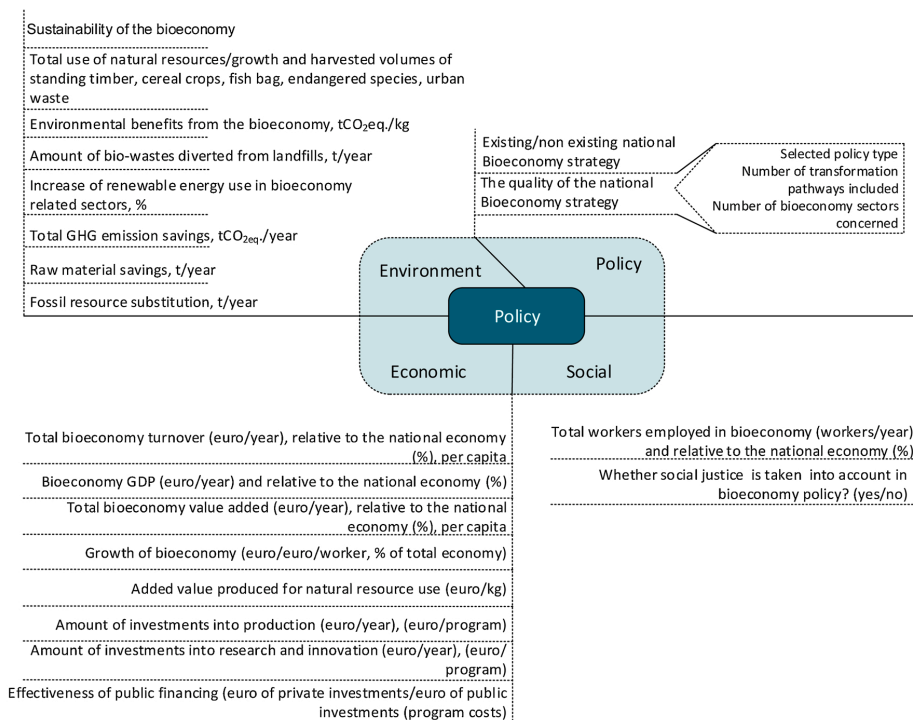 Sustainability of the bioeconomy
Total use of natural resources/growth and harvested volumes of
standing timber, cereal crops, fish bag, endangered species, urban
waste
Environmental benefits from the bioeconomy, tCO2eq./kg
Amount of bio-wastes diverted from landfills, t/year
Increase of renewable energy use in bioeconomy
related sectors, %
Total GHG emission savings, tCO2eq./year
Raw material savings, t/year
Fossil resource substitution, t/year
Existing/non existing national
Bioeconomy strategy
The quality of the national
Bioeconomy strategy
Selected policy type
Number of transformation
pathways included
Number of bioeconomy sectors
concerned
Environment
Policy
Policy
Economic
Social
Total bioeconomy turnover (euro/year), relative to the national economy
(%), per capita
Bioeconomy GDP (euro/year) and relative to the national economy (%)
Total bioeconomy value added (euro/year), relative to the national
economy (%), per capita
Growth of bioeconomy (euro/euro/worker, % of total economy)
Added value produced for natural resource use (euro/kg)
Amount of investments into production (euro/year), (euro/program)
Amount of investments into research and innovation (euro/year), (euro/
program)
Effectiveness of public financing (euro of private investments/euro of public
investments (program costs)
Total workers employed in bioeconomy (workers/year)
and relative to the national economy (%)
Whether social justice is taken into account in
bioeconomy policy? (yes/no)